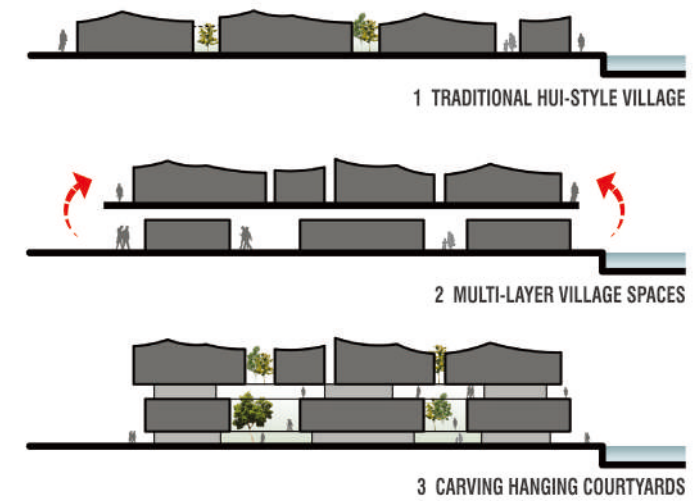 1 TRADITIONAL HUI-STYLE VILLAGE
2 MULTI-LAYER VILLAGE SPACES
3 CARVING HANGING COURTYARDS